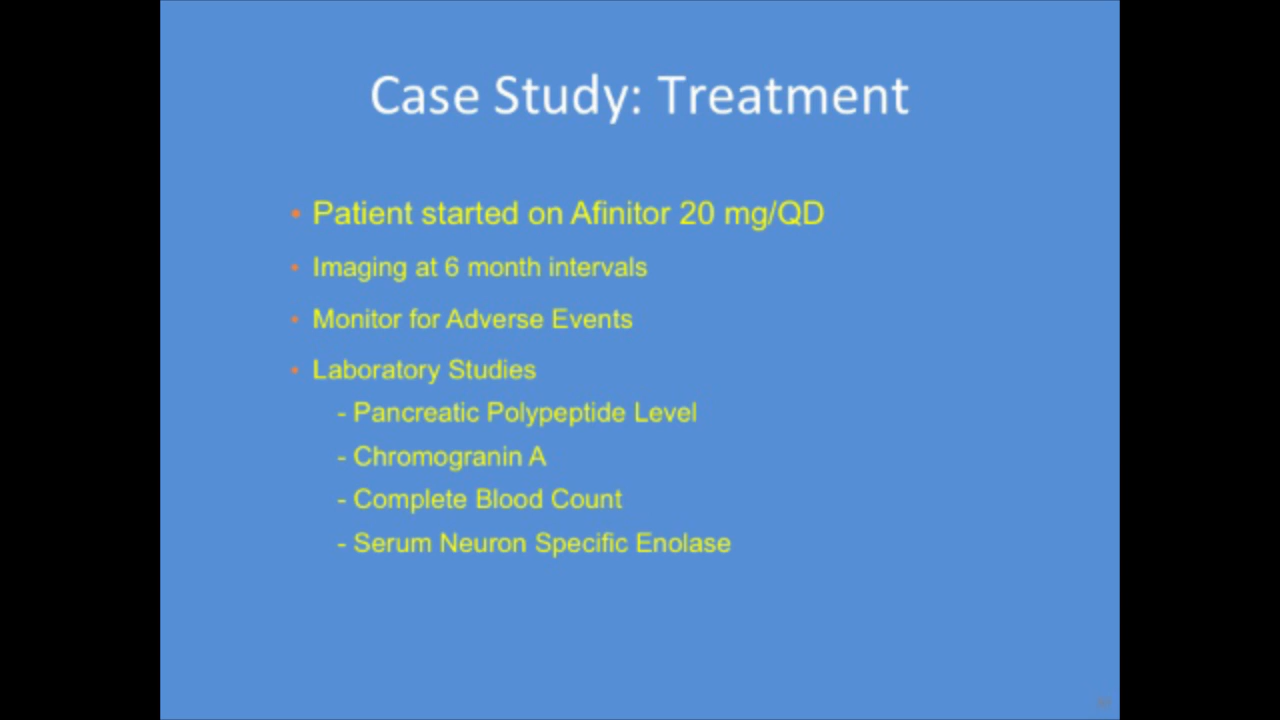 Case Study: Treatment
• Patient started on Afinitor 20 mg/QD
• Imaging at 6 month intervals
• Monitor for Adverse Events
• Laboratory Studies
- Pancreatic Polypeptide Level
- Chromogranin A
- Complete Blood Count
- Serum Neuron Specific Enolase